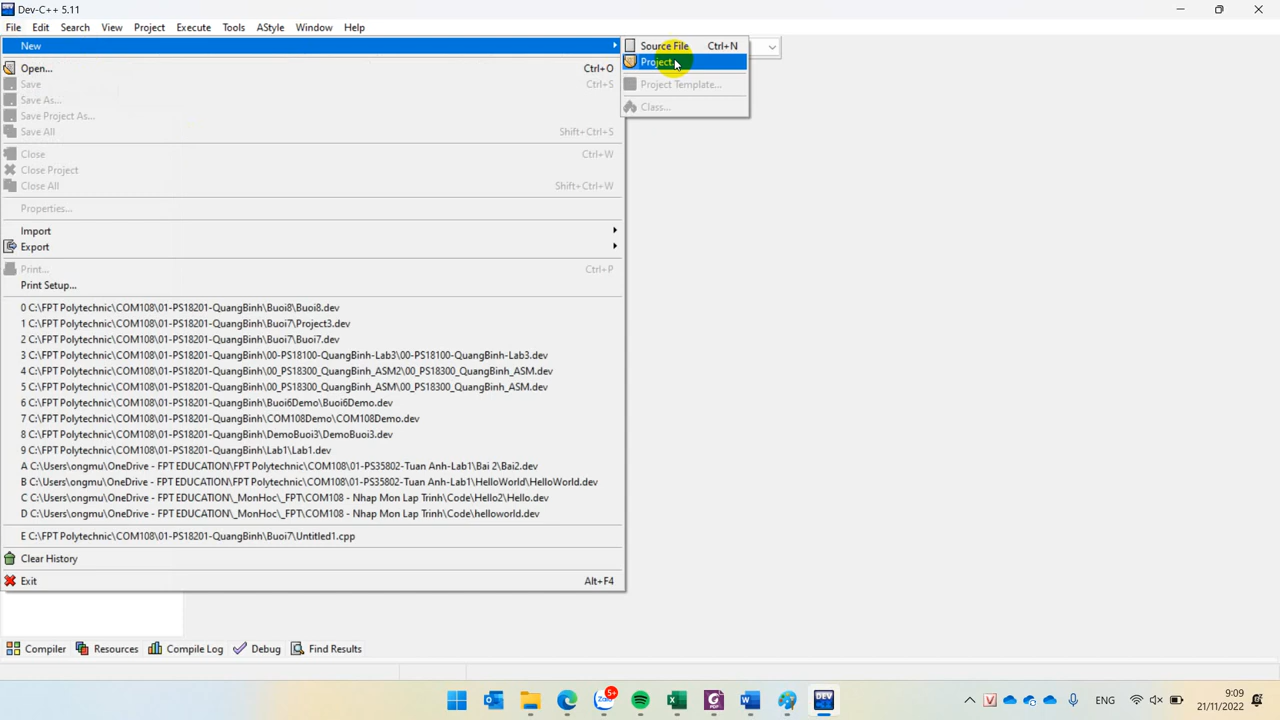 Dev-C++ 5.11
File Edit Search View Project Execute Tools AStyle Window Help
New
Source File Ctrl+N
Project...
Open... Ctrl+O
Save Ctrl+S
Project Template...
Save As...
Class...
Save Project As...
Save All Shift+Ctrl+S
Close Ctrl+W
Close Project
Close All Shift+Ctrl+W
Properties...
Import
Export
Print... Ctrl+P
Print Setup...
0 C:\FPT Polytechnic\COM108\01-PS18201-QuangBinh\Buoi8\Buoi8.dev
1 C:\FPT Polytechnic\COM108\01-PS18201-QuangBinh\Buoi7\Project3.dev
2 C:\FPT Polytechnic\COM108\01-PS18201-QuangBinh\Buoi7\Buoi7.dev
3 C:\FPT Polytechnic\COM108\01-PS18201-QuangBinh\00-PS18100-QuangBinh-Lab3\00-PS18100-QuangBinh-Lab3.dev
4 C:\FPT Polytechnic\COM108\01-PS18201-QuangBinh\00_PS18300_QuangBinh_ASM2\00_PS18300_QuangBinh_ASM.dev
5 C:\FPT Polytechnic\COM108\01-PS18201-QuangBinh\00_PS18300_QuangBinh_ASM\00_PS18300_QuangBinh_ASM.dev
6 C:\FPT Polytechnic\COM108\01-PS18201-QuangBinh\Buoi6Demo\Buoi6Demo.dev
7 C:\FPT Polytechnic\COM108\01-PS18201-QuangBinh\COM108Demo\COM108Demo.dev
8 C:\FPT Polytechnic\COM108\01-PS18201-QuangBinh\DemoBuoi3\DemoBuoi3.dev
9 C:\FPT Polytechnic\COM108\01-PS18201-QuangBinh\Lab1\Lab1.dev
A C:\Users\ongmu\OneDrive - FPT EDUCATION\FPT Polytechnic\COM108\01-PS35802-Tuan Anh-Lab1\Bai 2\Bai2.dev
B C:\Users\ongmu\OneDrive - FPT EDUCATION\FPT Polytechnic\COM108\01-PS18201-QuangBinh-Lab1\HelloWorld\HelloWorld.dev
C C:\Users\ongmu\OneDrive - FPT EDUCATION\_MonHoc\_FPT\COM108 - Nhap Mon Lap Trinh\Code\Hello2\Hello.dev
D C:\Users\ongmu\OneDrive - FPT EDUCATION\_MonHoc\_FPT\COM108 - Nhap Mon Lap Trinh\Code\helloworld.dev
E C:\FPT Polytechnic\COM108\01-PS18201-QuangBinh\Buoi7\Untitled1.cpp
Clear History
Exit Alt+F4
Compiler Resources Compile Log Debug Find Results
Zalo 5+ PDF DEV ENG 9:09
21/11/2022